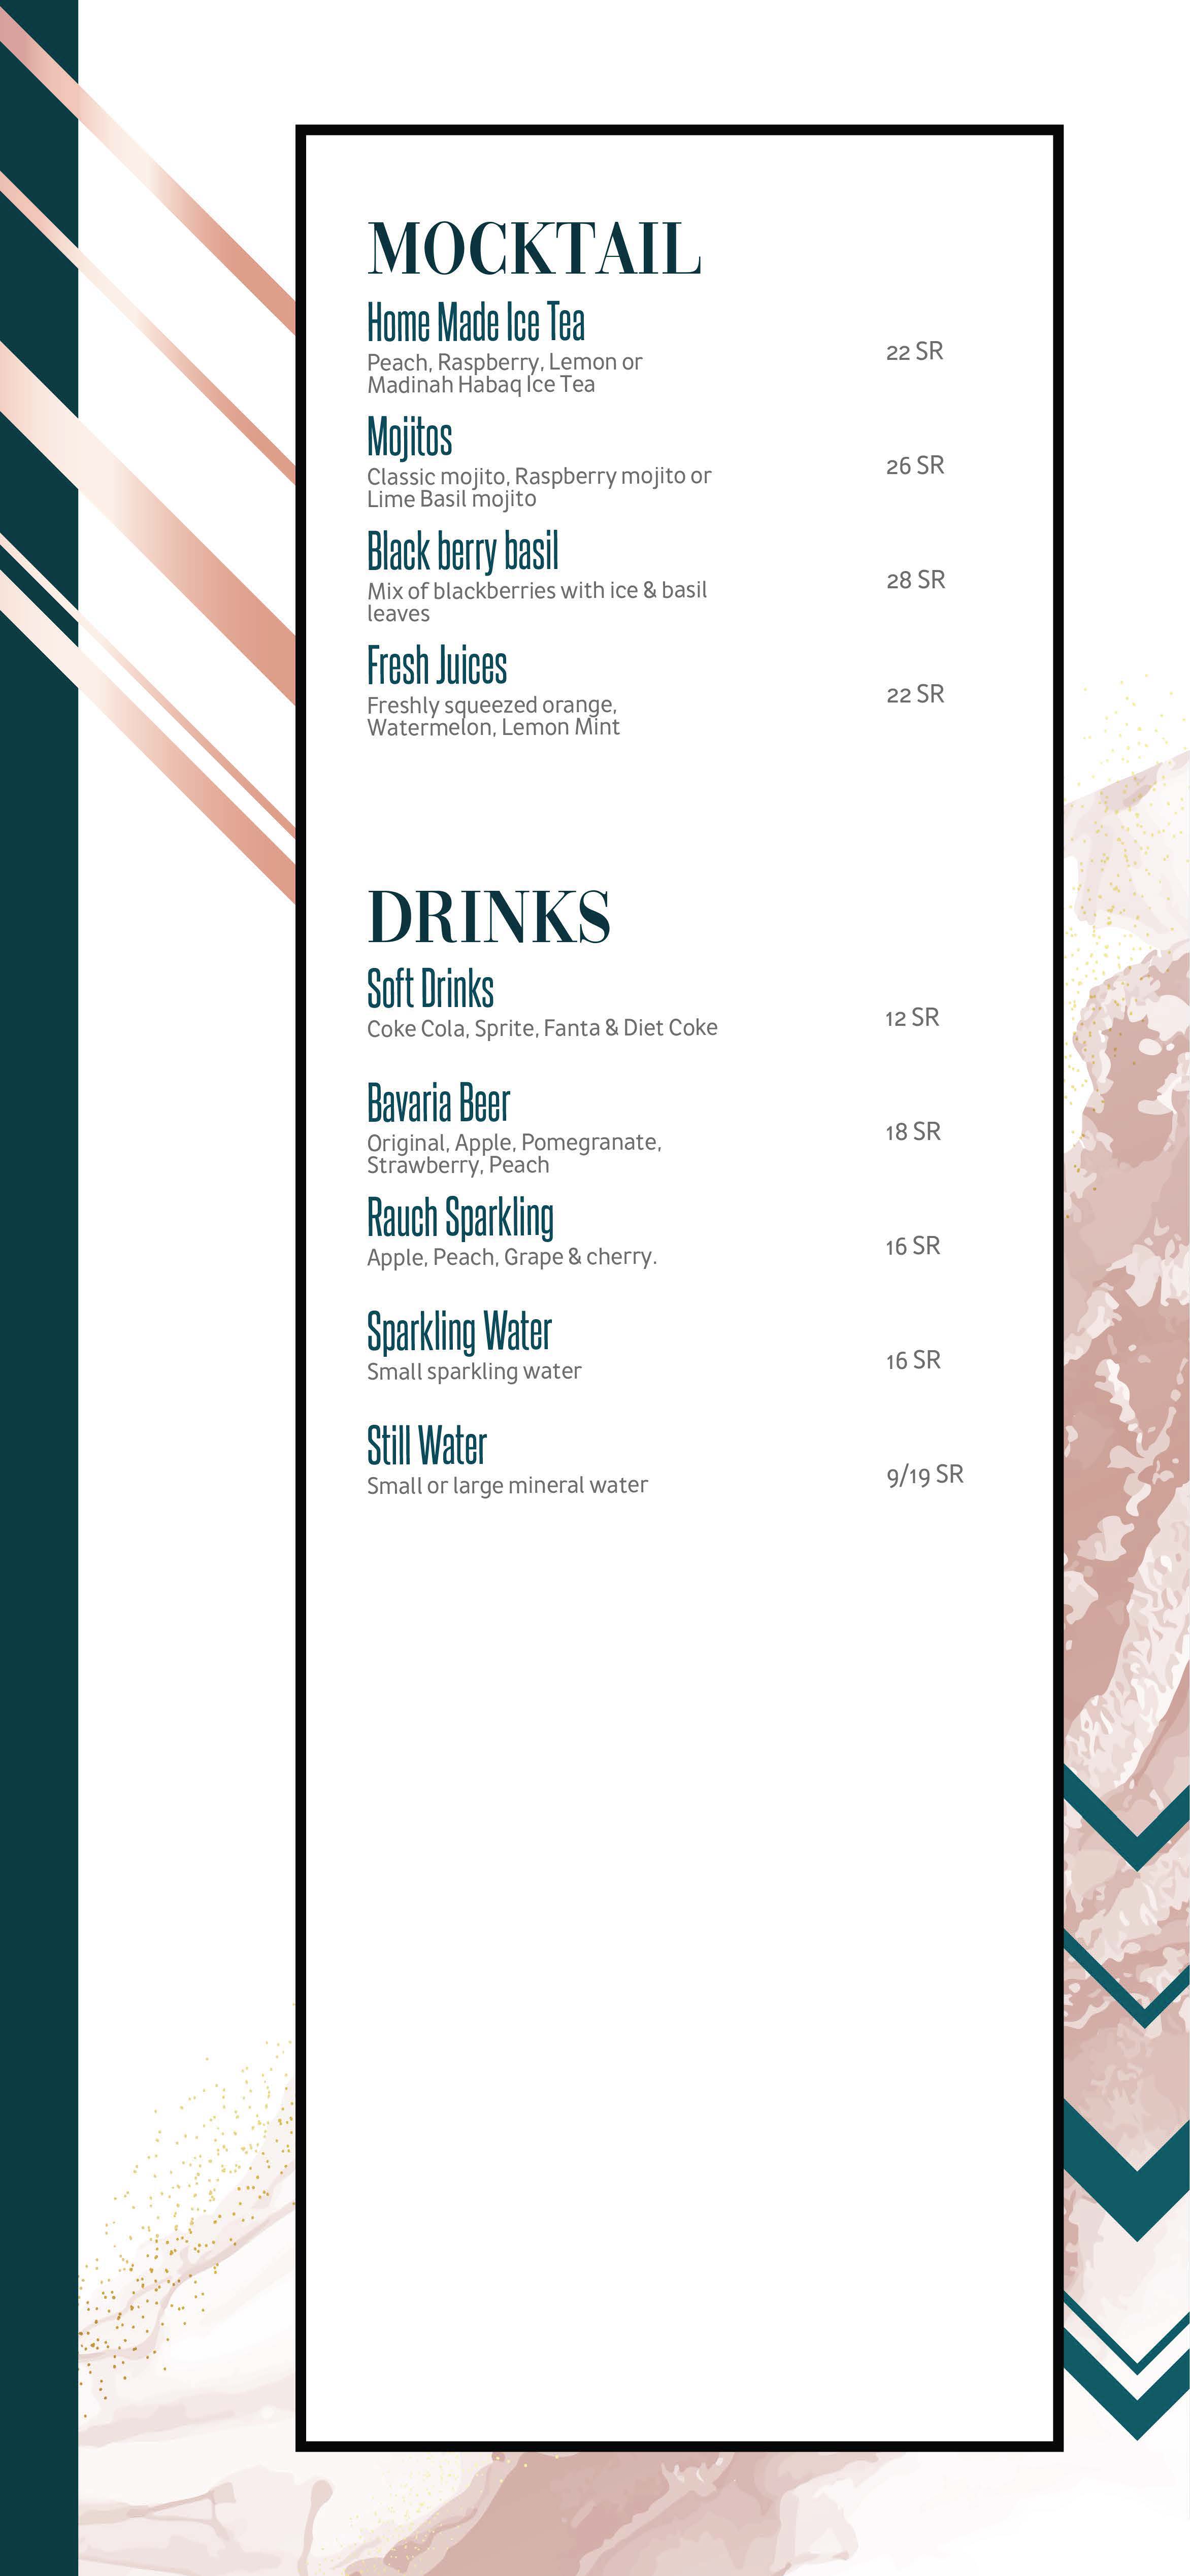 MOCKTAIL
Home Made Ice Tea
Peach, Raspberry, Lemon or
Madinah Habaq Ice Tea
22 SR
Mojitos
Classic mojito, Raspberry mojito or
Lime Basil mojito
26 SR
Black berry basil
Mix of blackberries with ice & basil
leaves
28 SR
Fresh Juices
Freshly squeezed orange,
Watermelon, Lemon Mint
22 SR
DRINKS
Soft Drinks
Coke Cola, Sprite, Fanta & Diet Coke
12 SR
Bavaria Beer
Original, Apple, Pomegranate,
Strawberry, Peach
18 SR
Rauch Sparkling
Apple, Peach, Grape & cherry.
16 SR
Sparkling Water
Small sparkling water
16 SR
Still Water
Small or large mineral water
9/19 SR